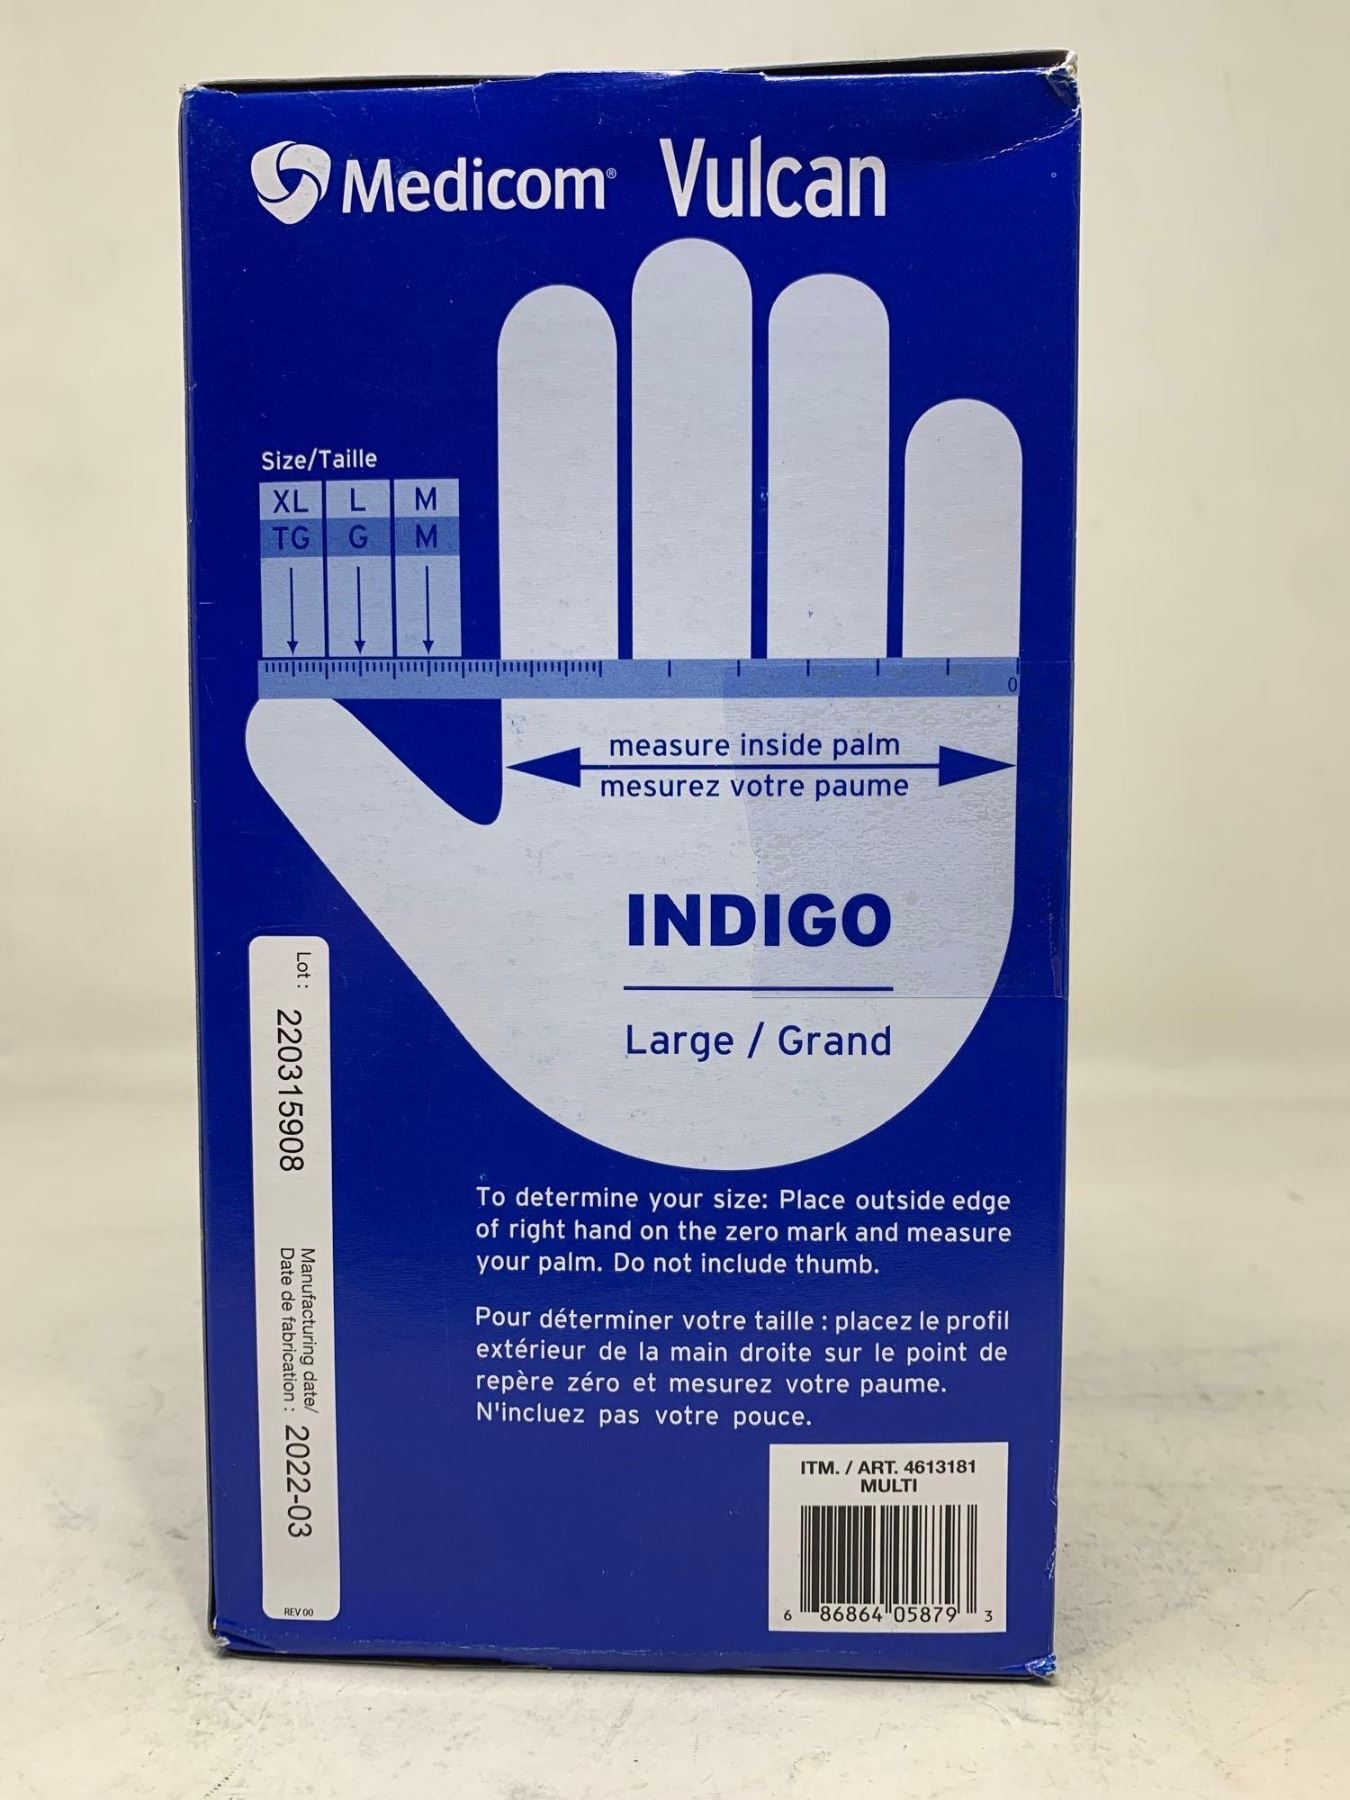 Medicom® Vulcan
Size/Taille
XL L M
TG G M
0
measure inside palm
mesurez votre paume
INDIGO
Large / Grand
Lot : 220315908
Manufacturing date/
Date de fabrication : 2022-03
REV 00
To determine your size: Place outside edge
of right hand on the zero mark and measure
your palm. Do not include thumb.
Pour déterminer votre taille : placez le profil
extérieur de la main droite sur le point de
repère zéro et mesurez votre paume.
N'incluez pas votre pouce.
ITM. / ART. 4613181
MULTI
6 86864 05879 3